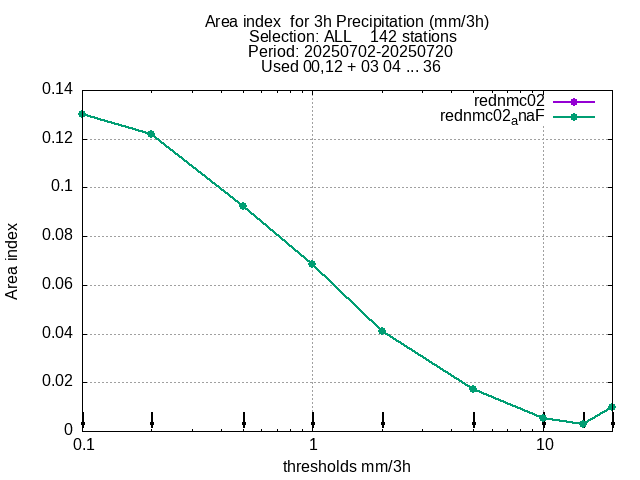 Area index  for 3h Precipitation (mm/3h)
Selection: ALL    142 stations
Period: 20250702-20250720
Used 00,12 + 03 04 ... 36
rednmc02
rednmc02anaF
0.14
0.12
0.1
0.08
0.06
0.04
0.02
0
Area index
0.1 1 10
thresholds mm/3h